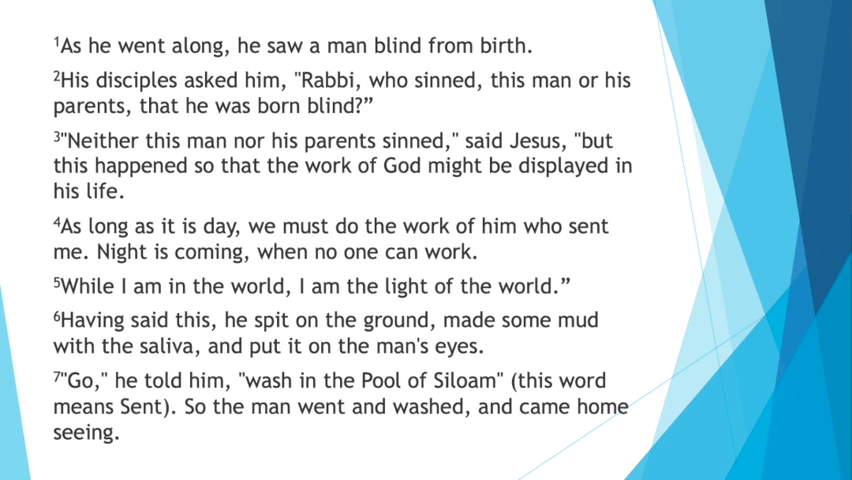 ¹As he went along, he saw a man blind from birth.
²His disciples asked him, "Rabbi, who sinned, this man or his
parents, that he was born blind?”
³"Neither this man nor his parents sinned," said Jesus, "but
this happened so that the work of God might be displayed in
his life.
⁴As long as it is day, we must do the work of him who sent
me. Night is coming, when no one can work.
⁵While I am in the world, I am the light of the world.”
⁶Having said this, he spit on the ground, made some mud
with the saliva, and put it on the man's eyes.
⁷"Go," he told him, "wash in the Pool of Siloam" (this word
means Sent). So the man went and washed, and came home
seeing.